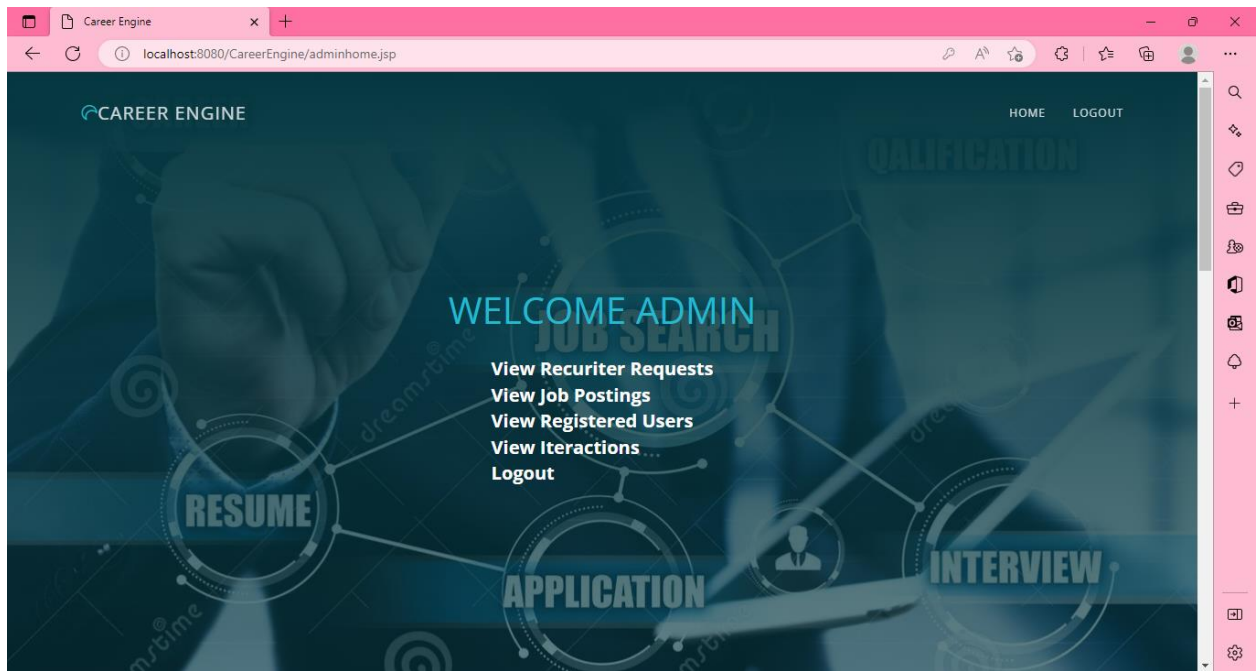 Career Engine
localhost:8080/CareerEngine/adminhome.jsp
CAREER ENGINE
HOME LOGOUT
QALIFICATION
WELCOME ADMIN
JOB SEARCH
View Recuriter Requests
View Job Postings
View Registered Users
View Iteractions
Logout
dreamstime
RESUME
APPLICATION
INTERVIEW